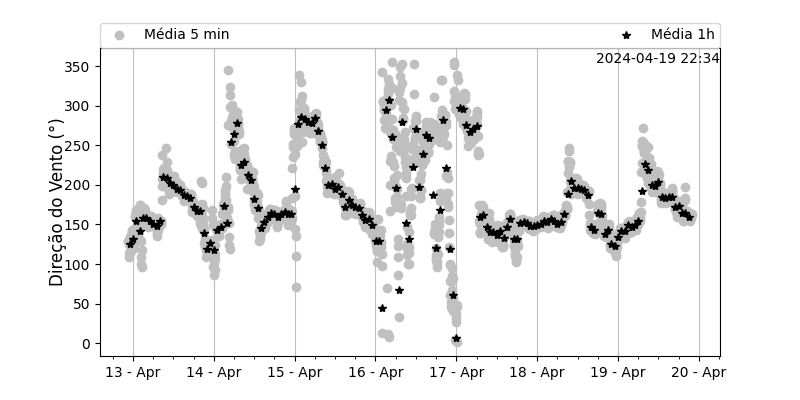 Média 5 min
Média 1h
2024-04-19 22:34
Direção do Vento (°)
350
300
250
200
150
100
50
0
13 - Apr
14 - Apr
15 - Apr
16 - Apr
17 - Apr
18 - Apr
19 - Apr
20 - Apr